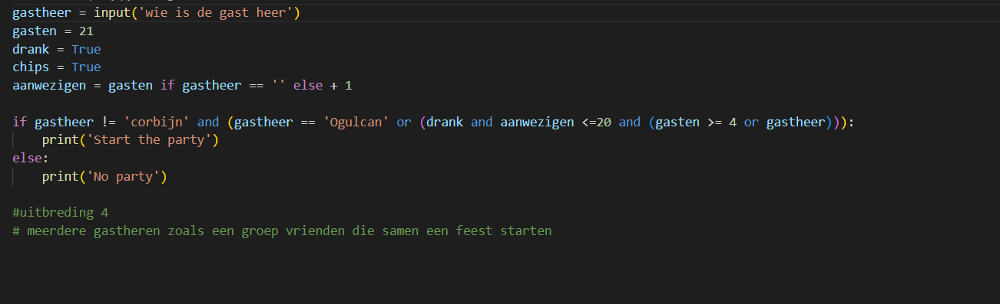 gastheer = input('wie is de gast heer')
gasten = 21
drank = True
chips = True
aanwezigen = gasten if gastheer == '' else + 1
if gastheer != 'corbijn' and (gastheer == 'Ogulcan' or (drank and aanwezigen <=20 and (gasten >= 4 or gastheer))):
    print('Start the party')
else:
    print('No party')
#uitbreding 4
# meerdere gastheren zoals een groep vrienden die samen een feest starten